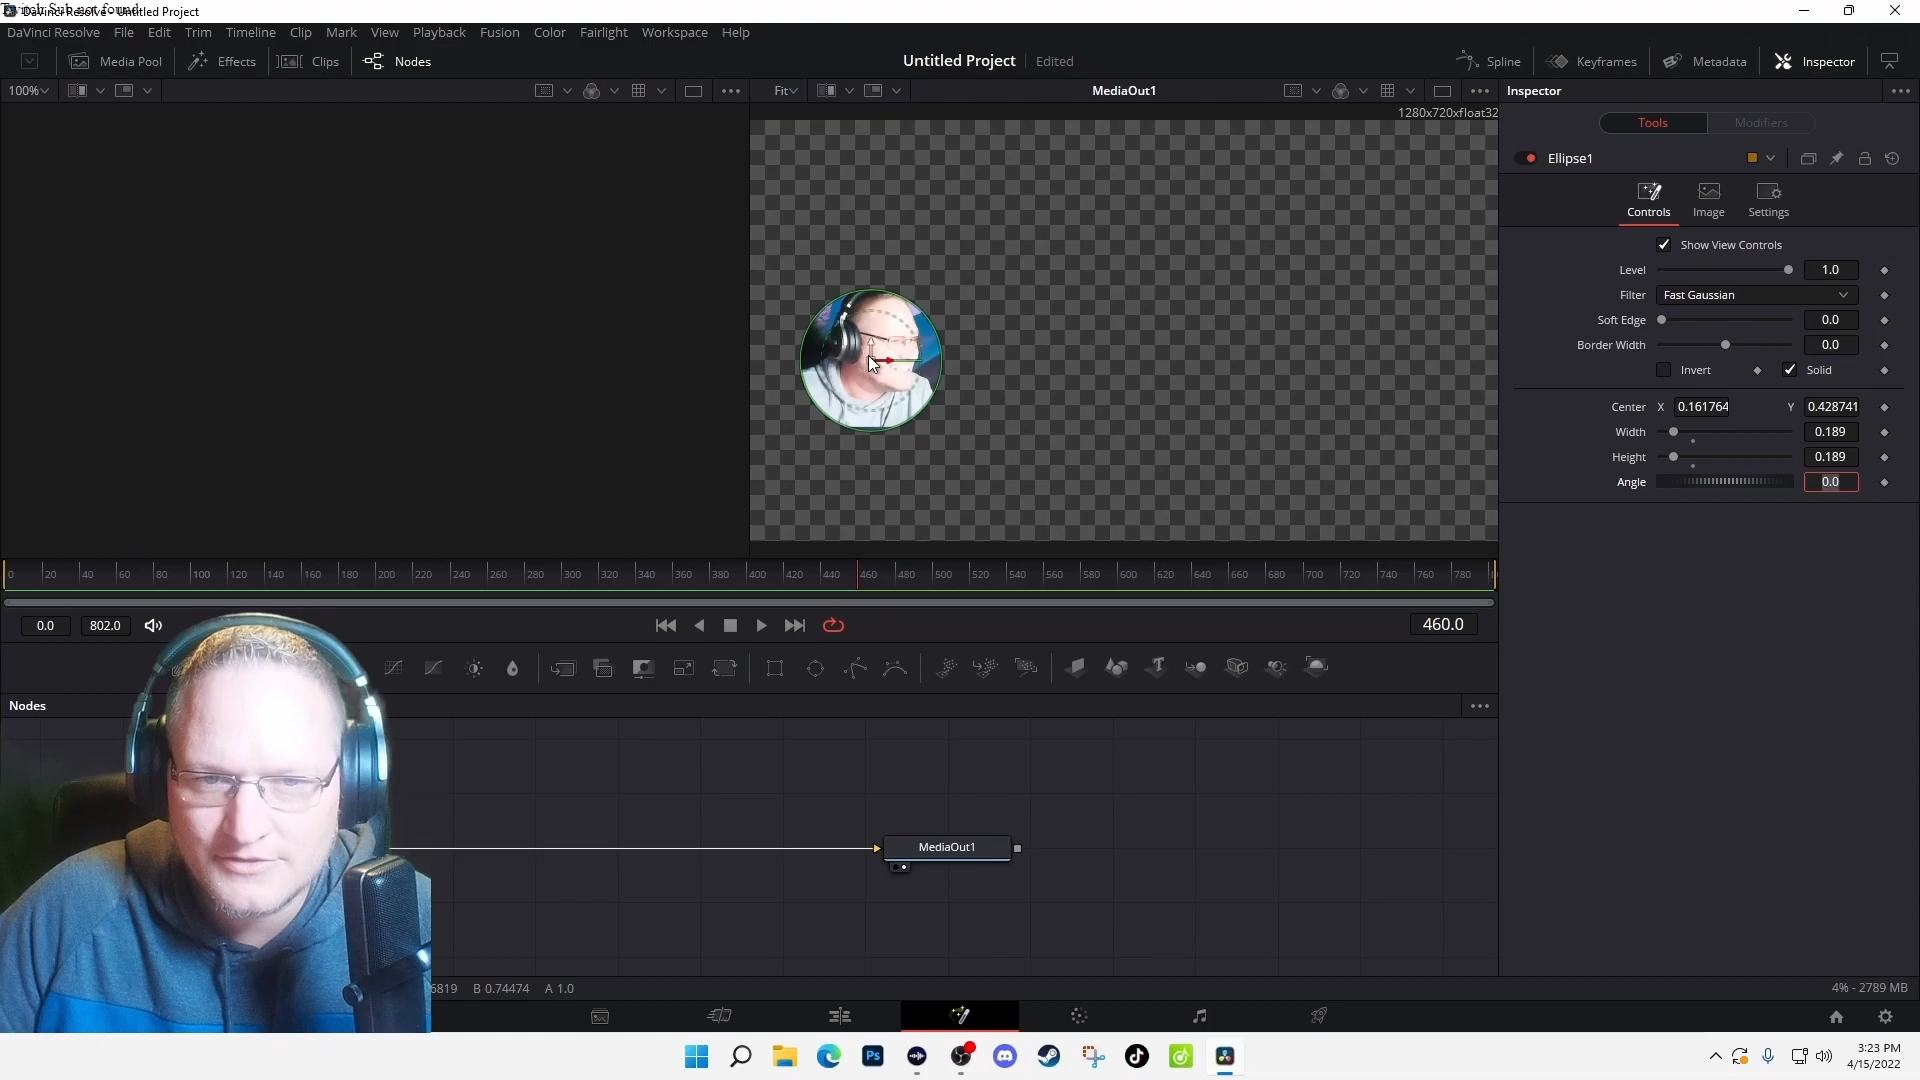 DaVinci Resolve - Untitled Project
DaVinci Resolve File Edit Trim Timeline Clip Mark View Playback Fusion Color Fairlight Workspace Help
Media Pool Effects Clips Nodes Untitled Project Edited Spline Keyframes Metadata Inspector
100% Fit MediaOut1 Inspector
1280x720xfloat32
Tools Modifiers
Ellipse1
Controls Image Settings
Show View Controls
Level 1.0
Filter Fast Gaussian
Soft Edge 0.0
Border Width 0.0
Invert Solid
Center X 0.161764 Y 0.428741
Width 0.189
Height 0.189
Angle 0.0
0 20 40 60 80 100 120 140 160 180 200 220 240 260 280 300 320 340 360 380 400 420 440 460 480 500 520 540 560 580 600 620 640 660 680 700 720 740 760 780
0.0 802.0 460.0
Nodes
MediaOut1
6819 B 0.74474 A 1.0 4% - 2789 MB
Ps
3:23 PM
4/15/2022